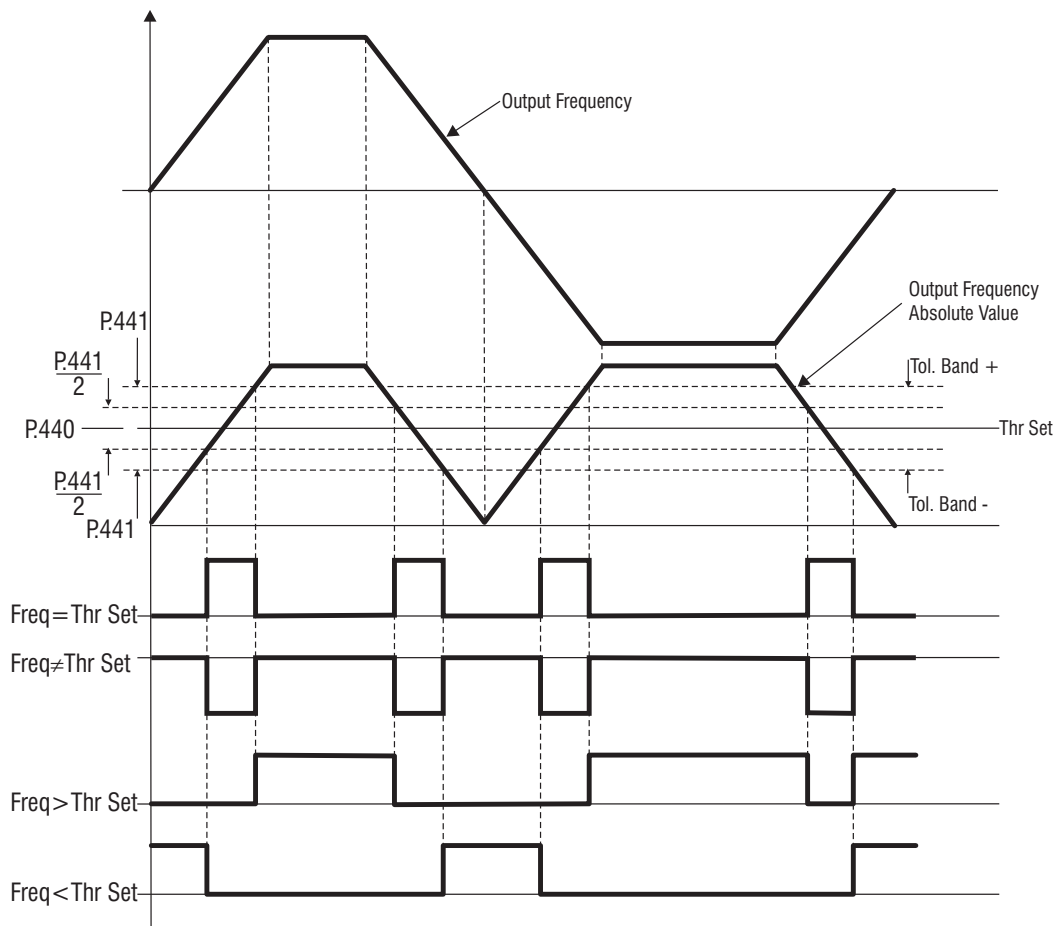 Output Frequency
Output Frequency
Absolute Value
P.441
P.441
2
Tol. Band +
P.440
Thr Set
P.441
2
Tol. Band -
P.441
Freq=Thr Set
Freq≠Thr Set
Freq>Thr Set
Freq<Thr Set